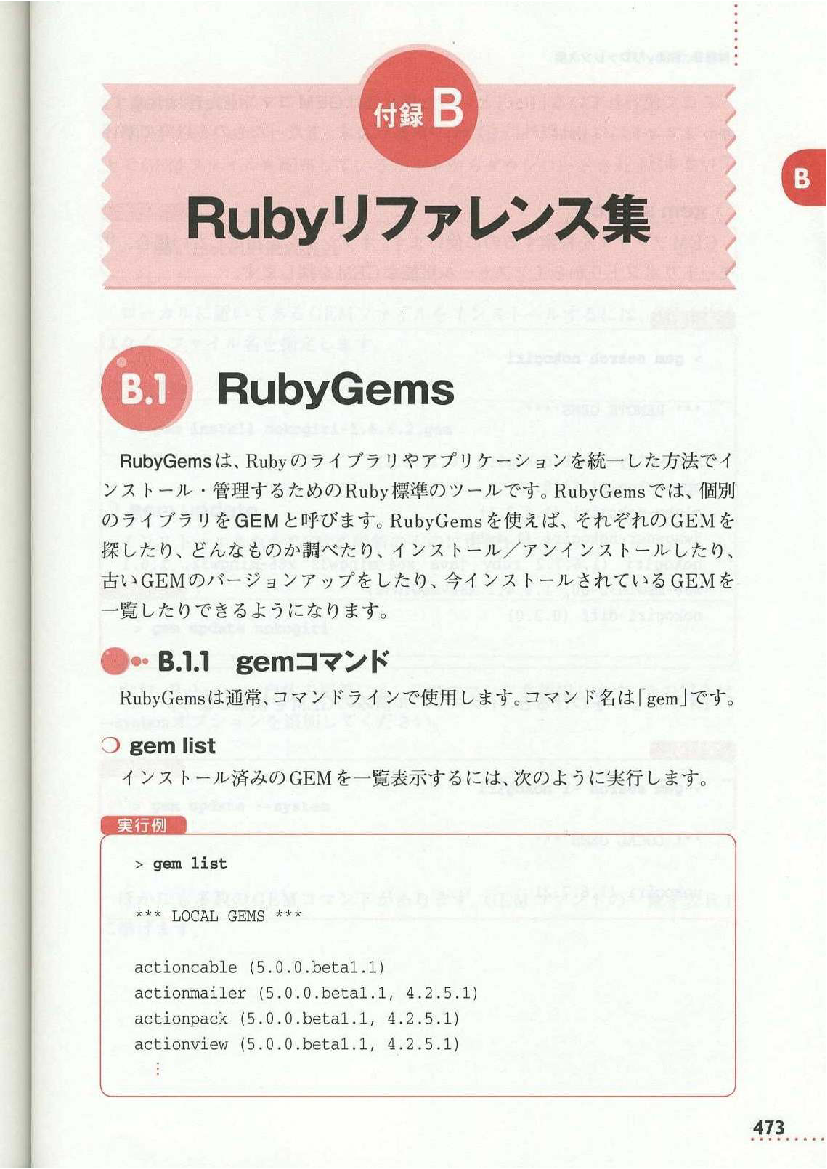 付録B
B
Rubyリファレンス集
B.1 RubyGems
RubyGemsは、Rubyのライブラリやアプリケーションを統一した方法でイ
ンストール・管理するためのRuby標準のツールです。RubyGemsでは、個別
のライブラリをGEMと呼びます。RubyGemsを使えば、それぞれのGEMを
探したり、どんなものか調べたり、インストール／アンインストールしたり、
古いGEMのバージョンアップをしたり、今インストールされているGEMを
一覧したりできるようになります。
B.1.1 gemコマンド
RubyGemsは通常、コマンドラインで使用します。コマンド名は「gem」です。
gem list
インストール済みのGEMを一覧表示するには、次のように実行します。
実行例
> gem list
*** LOCAL GEMS ***
actioncable (5.0.0.beta1.1)
actionmailer (5.0.0.beta1.1, 4.2.5.1)
actionpack (5.0.0.beta1.1, 4.2.5.1)
actionview (5.0.0.beta1.1, 4.2.5.1)
⋮
473